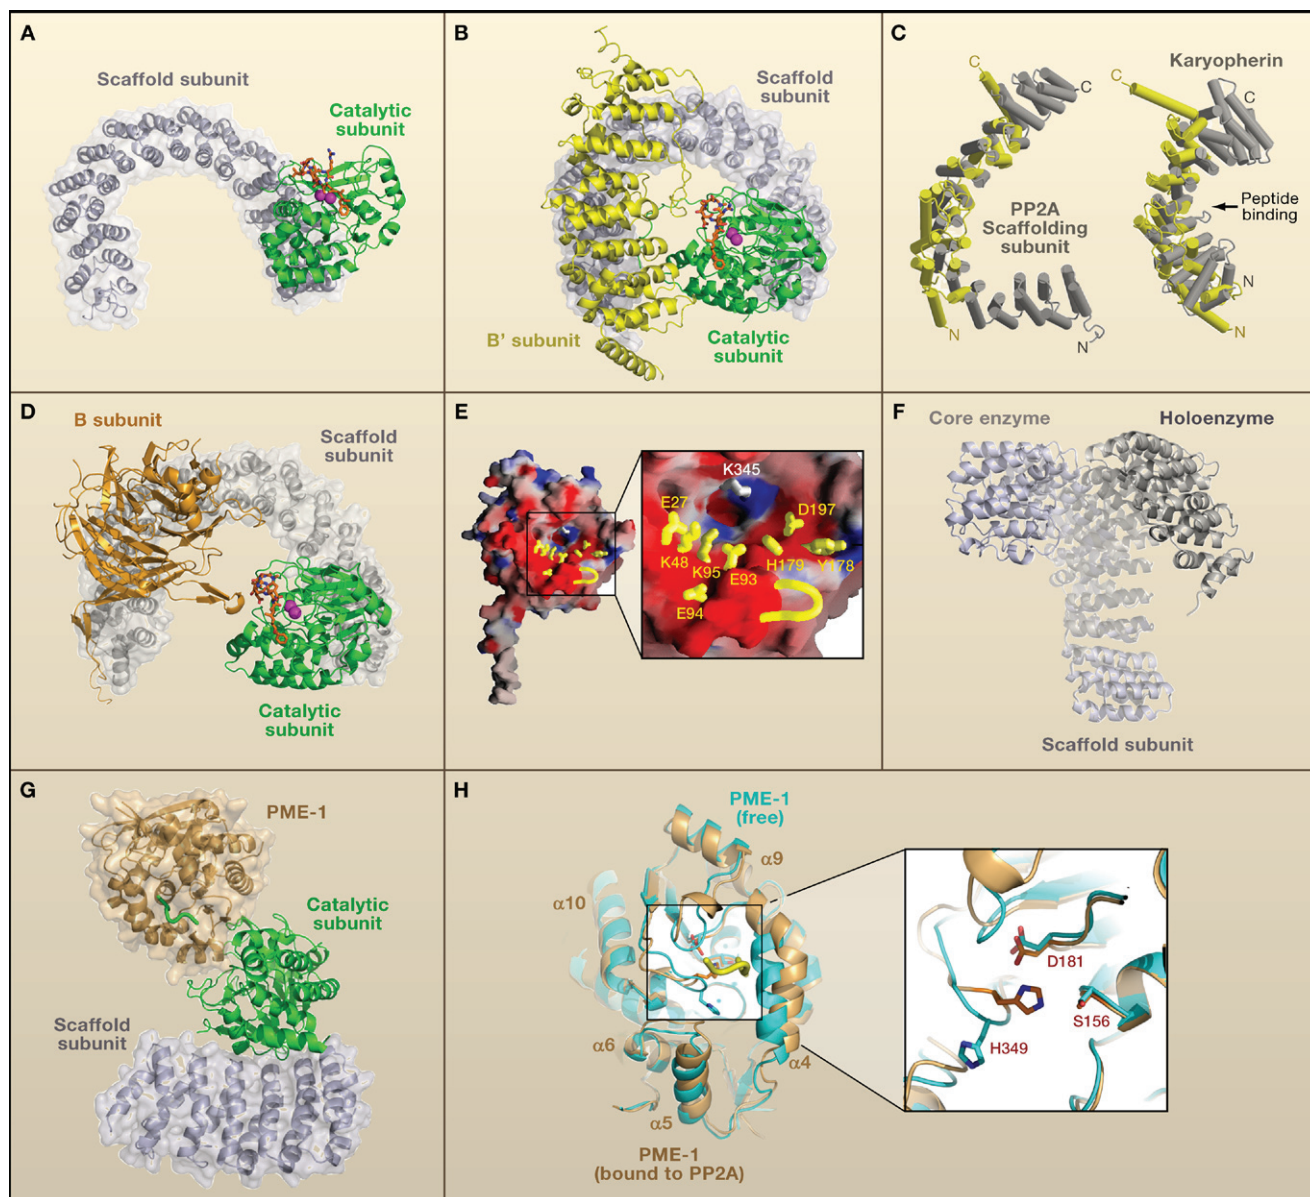 A
Scaffold subunit
Catalytic
subunit
B
Scaffold
subunit
B' subunit
Catalytic
subunit
C
C
C
PP2A
Scaffolding
subunit
N
N
C
Karyopherin
C
Peptide
binding
N
N
D
B subunit
Scaffold
subunit
Catalytic
subunit
E
K345
E27
D197
K48
K95
E93
H179
Y178
E94
F
Core enzyme
Holoenzyme
Scaffold subunit
G
PME-1
Catalytic
subunit
Scaffold
subunit
H
PME-1
(free)
α9
α10
α6
α4
α5
PME-1
(bound to PP2A)
D181
S156
H349